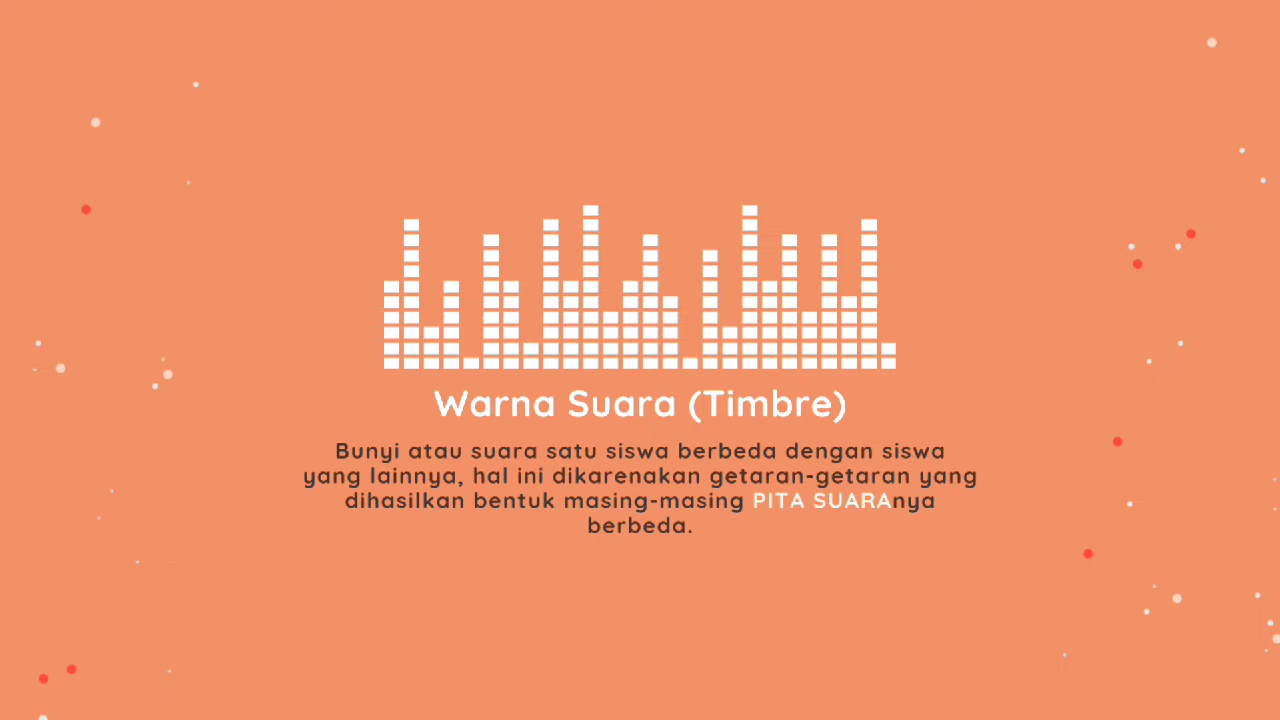 Warna Suara (Timbre)
Bunyi atau suara satu siswa berbeda dengan siswa
yang lainnya, hal ini dikarenakan getaran-getaran yang
dihasilkan bentuk masing-masing PITA SUARAnya
berbeda.